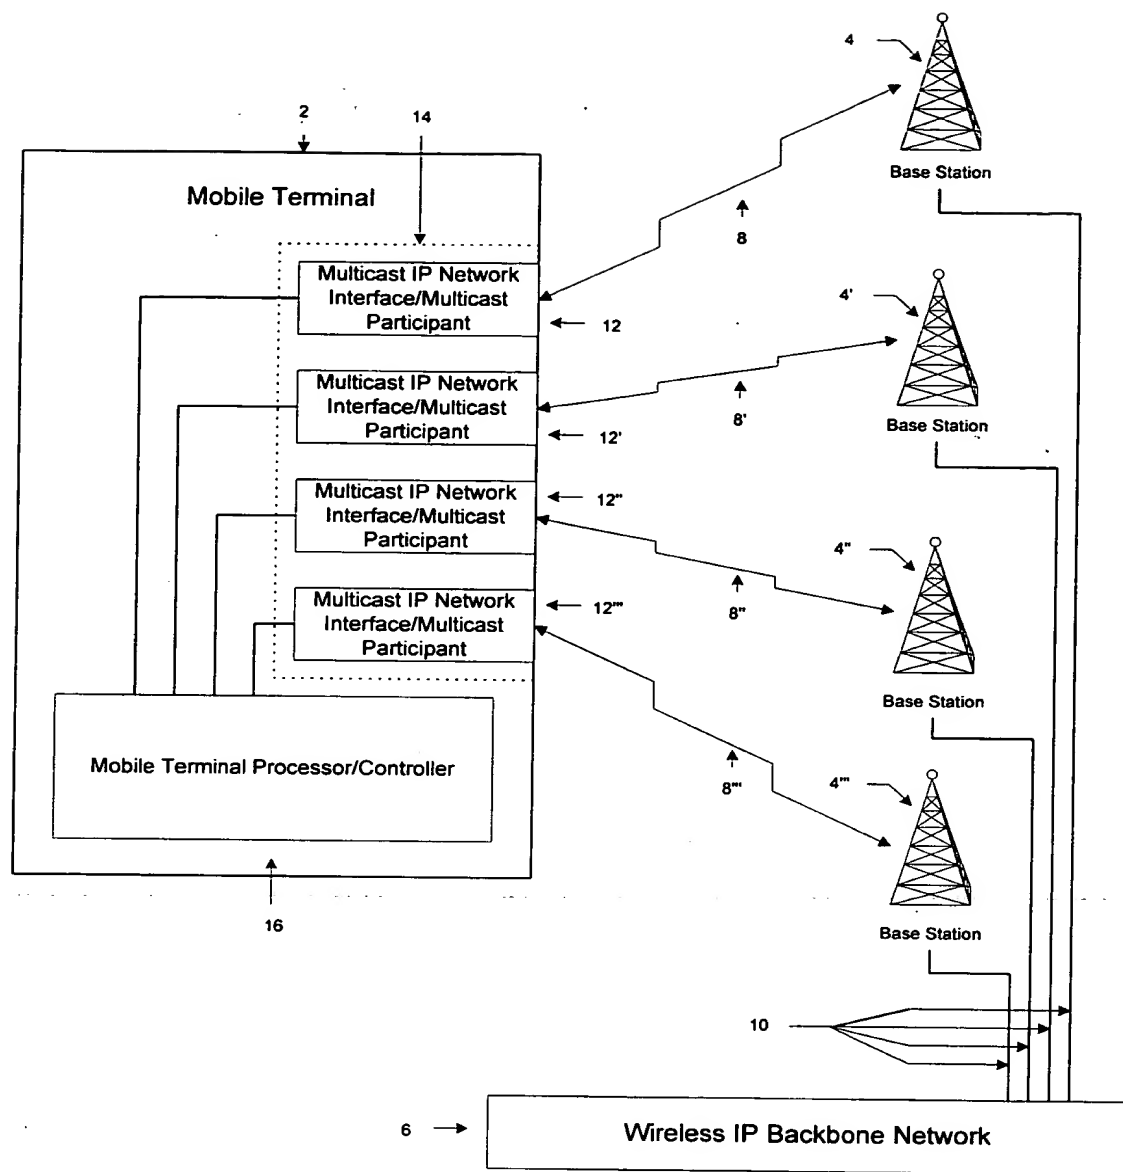 4
2
14
Base Station
Mobile Terminal
8
Multicast IP Network
Interface/Multicast
Participant
12
4'
Multicast IP Network
Interface/Multicast
Participant
8'
Base Station
12'
Multicast IP Network
Interface/Multicast
Participant
12"
4"
8"
Multicast IP Network
Interface/Multicast
Participant
12'"
Base Station
Mobile Terminal Processor/Controller
8'"
4'"
16
Base Station
10
6
Wireless IP Backbone Network